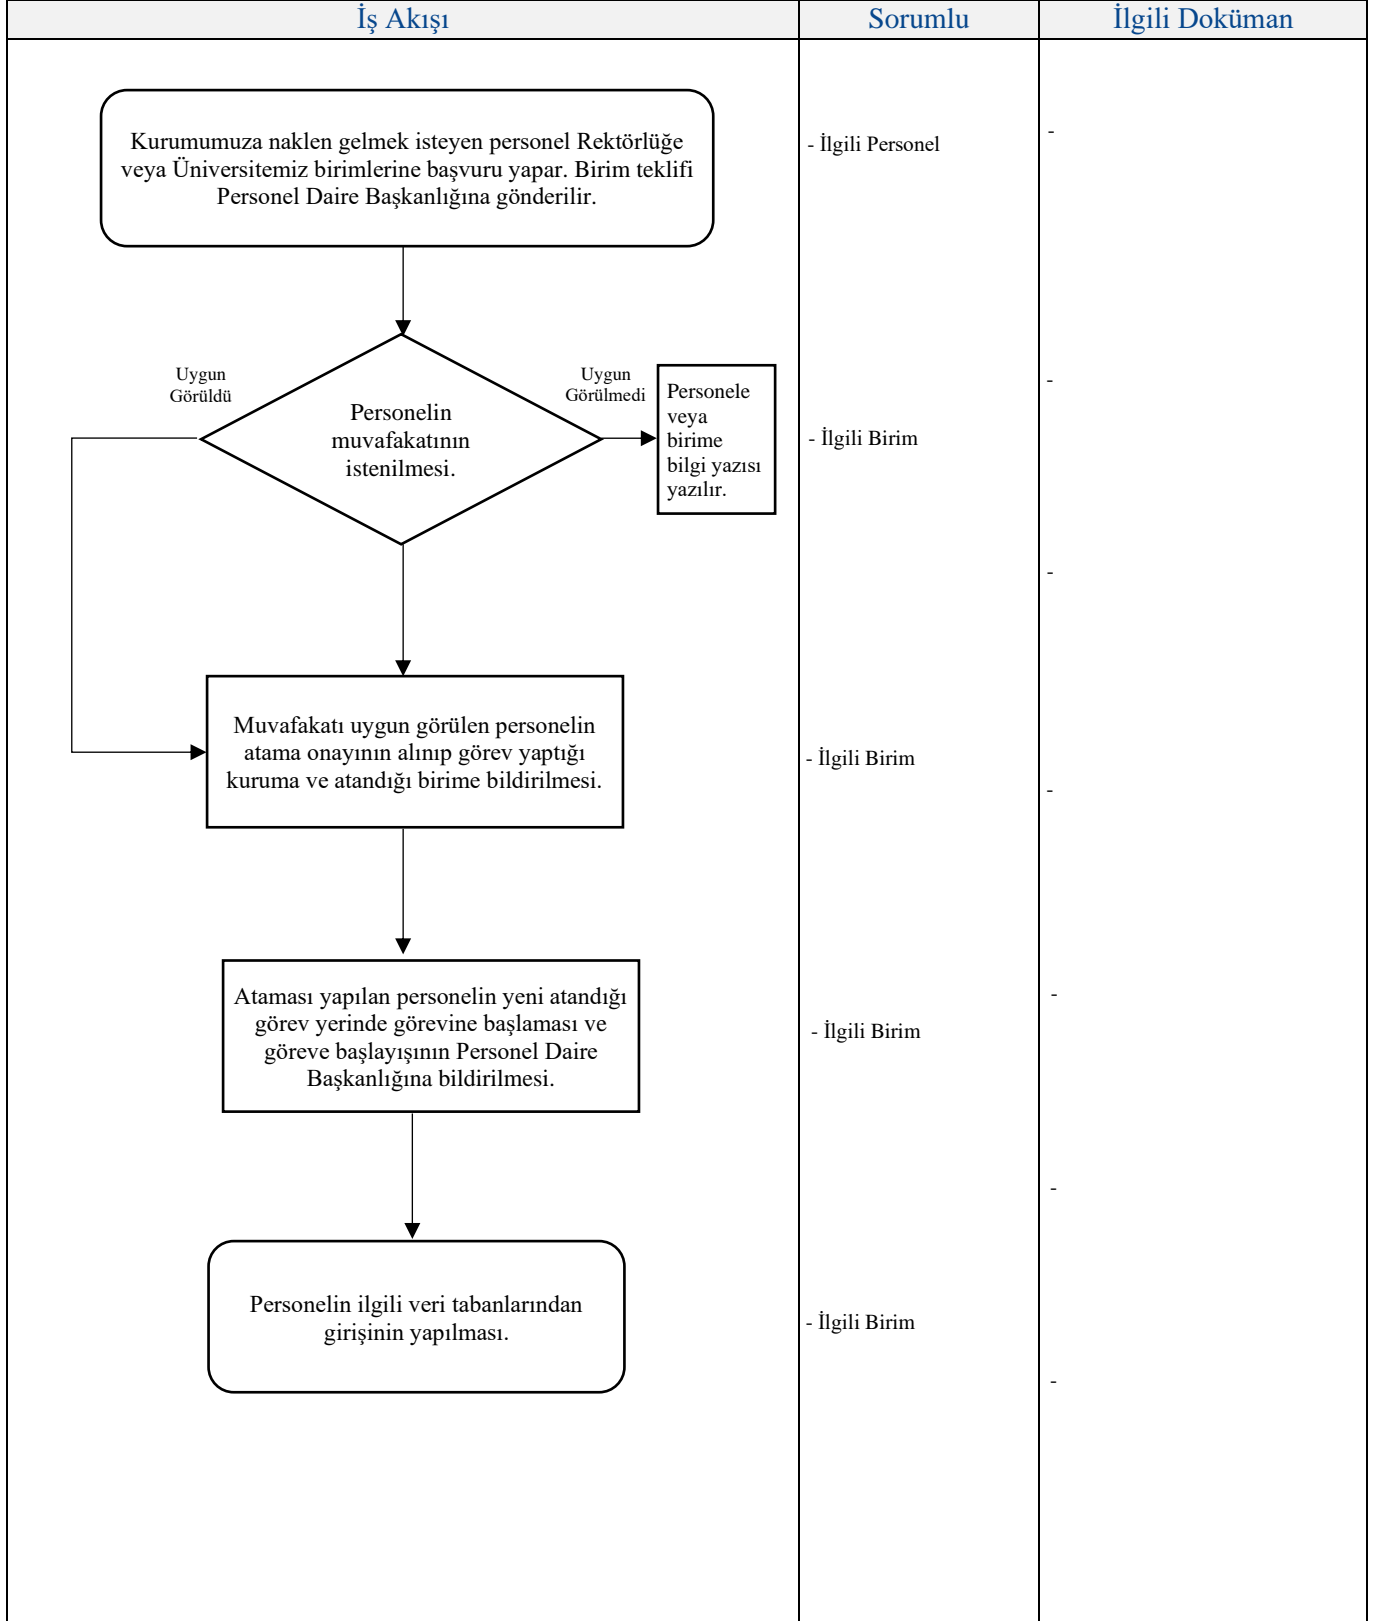 İş Akışı
Sorumlu
İlgili Doküman
Kurumumuza naklen gelmek isteyen personel Rektörlüğe
veya Üniversitemiz birimlerine başvuru yapar. Birim teklifi
Personel Daire Başkanlığına gönderilir.
- İlgili Personel
-
Uygun
Görüldü
Personelin
muvafakatının
istenilmesi.
Uygun
Görülmedi
Personele
veya
birime
bilgi yazısı
yazılır.
- İlgili Birim
-
-
Muvafakatı uygun görülen personelin
atama onayının alınıp görev yaptığı
kuruma ve atandığı birime bildirilmesi.
- İlgili Birim
-
Ataması yapılan personelin yeni atandığı
görev yerinde görevine başlaması ve
göreve başlayışının Personel Daire
Başkanlığına bildirilmesi.
- İlgili Birim
-
-
Personelin ilgili veri tabanlarından
girişinin yapılması.
- İlgili Birim
-